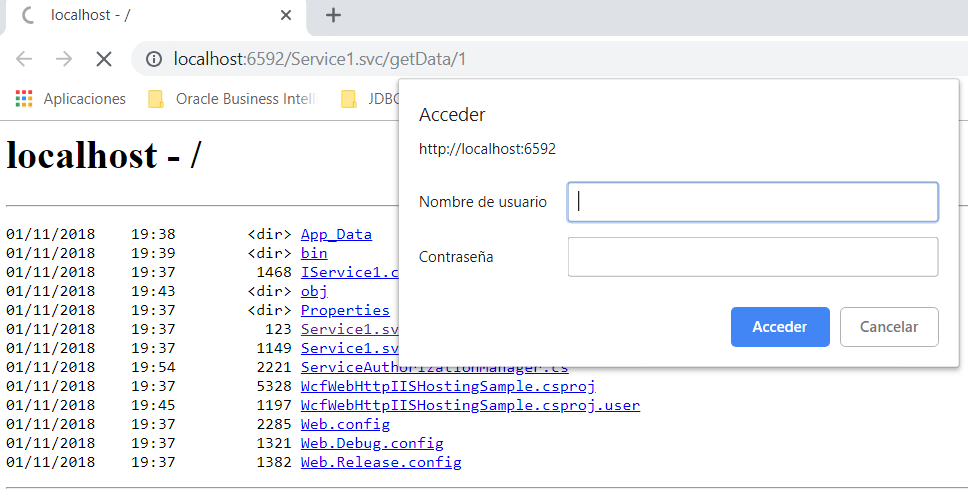 localhost - /
localhost:6592/Service1.svc/getData/1
Aplicaciones
Oracle Business Intelli
JDBC
Acceder
http://localhost:6592
Nombre de usuario
Contraseña
Acceder
Cancelar
localhost - /
01/11/2018 19:38 <dir> App_Data
01/11/2018 19:39 <dir> bin
01/11/2018 19:37 1468 IService1.c
01/11/2018 19:43 <dir> obj
01/11/2018 19:37 <dir> Properties
01/11/2018 19:37 123 Service1.sv
01/11/2018 19:37 1149 Service1.sv
01/11/2018 19:54 2221 ServiceAuthorizationManager.cs
01/11/2018 19:37 5328 WcfWebHttpIISHostingSample.csproj
01/11/2018 19:45 1197 WcfWebHttpIISHostingSample.csproj.user
01/11/2018 19:37 2285 Web.config
01/11/2018 19:37 1321 Web.Debug.config
01/11/2018 19:37 1382 Web.Release.config